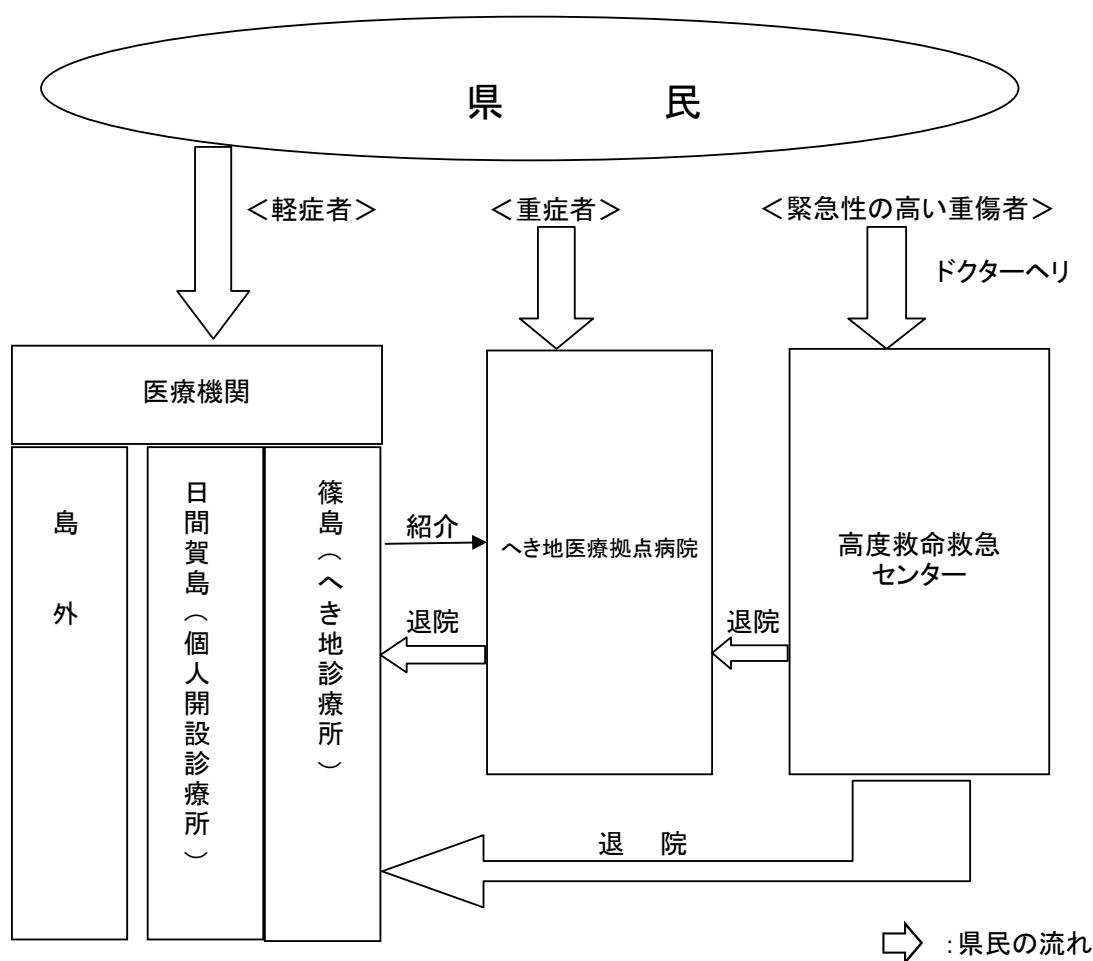 県　　　民
＜軽症者＞
＜重症者＞
＜緊急性の高い重傷者＞
ドクターヘリ
医療機関
島　外
日間賀島（個人開設診療所）
篠島（へき地診療所）
紹介
退院
へき地医療拠点病院
退院
高度救命救急
センター
退　院
：県民の流れ